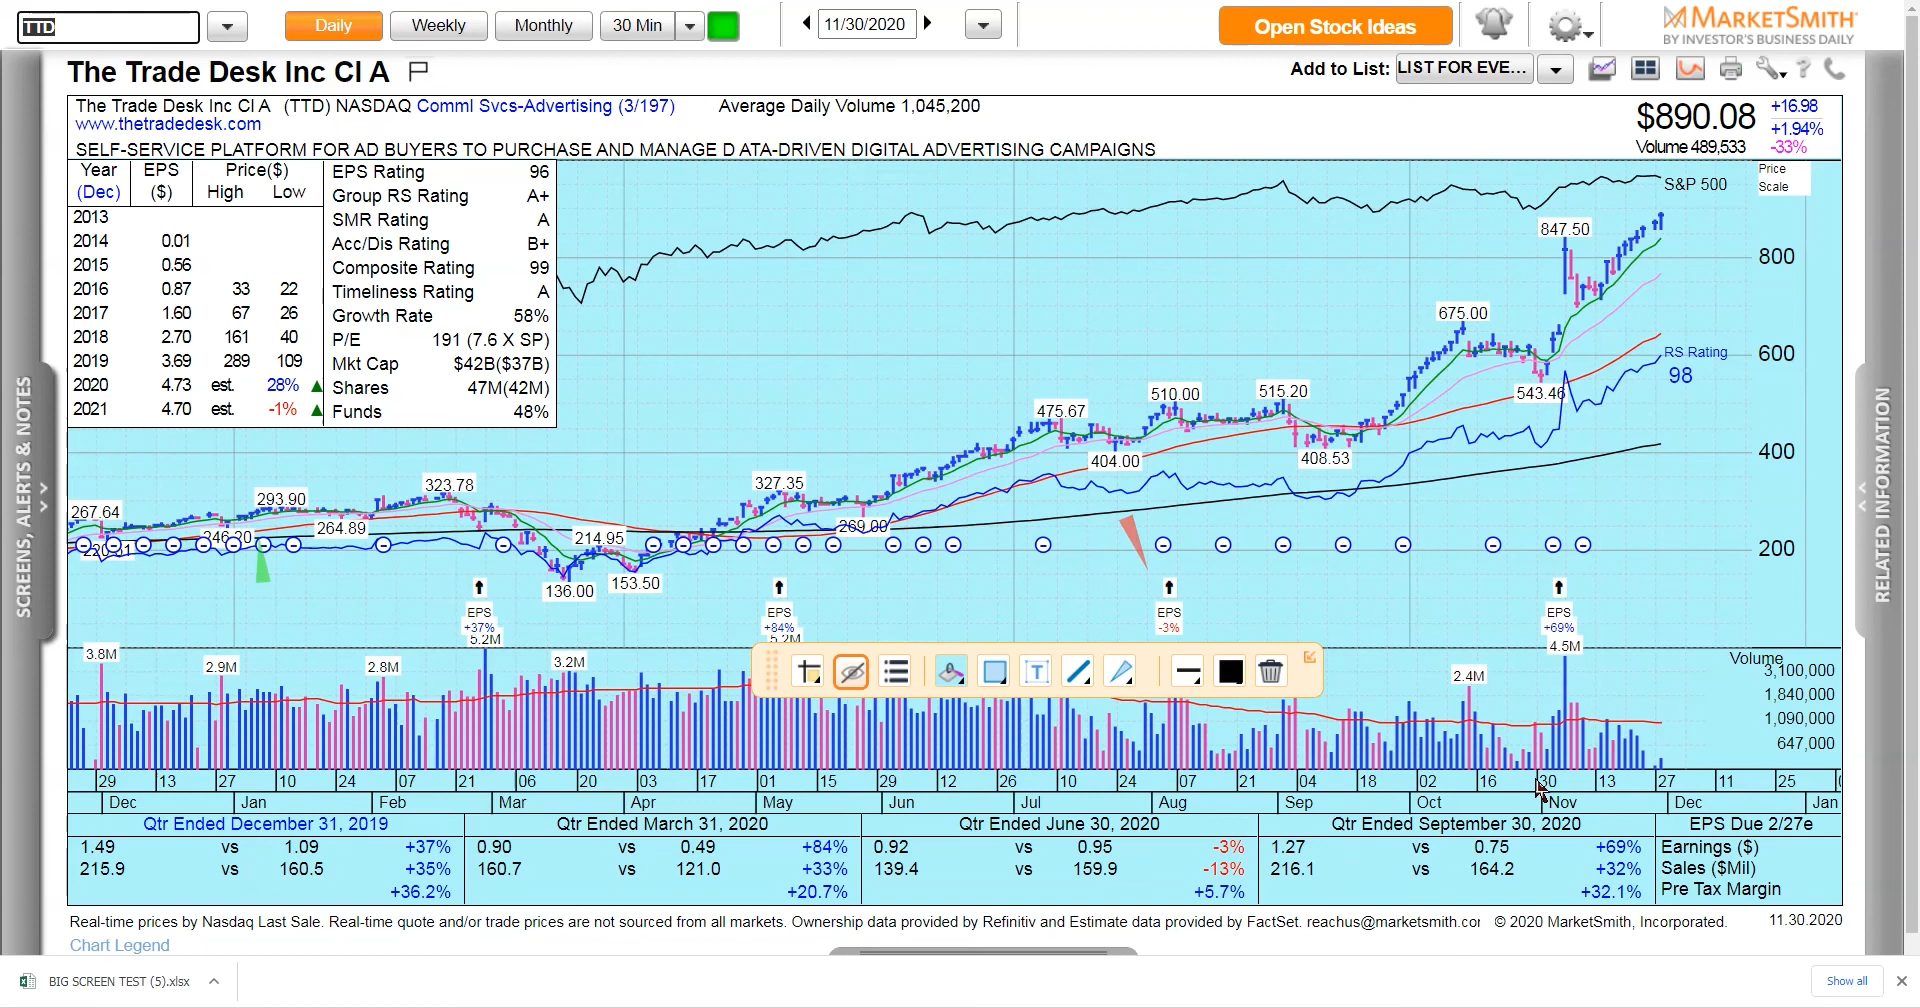 TTD
Daily
Weekly
Monthly
30 Min
11/30/2020
Open Stock Ideas
MARKETSMITH
BY INVESTOR'S BUSINESS DAILY
The Trade Desk Inc Cl A
Add to List: LIST FOR EVE...
The Trade Desk Inc Cl A (TTD) NASDAQ Comml Svcs-Advertising (3/197) Average Daily Volume 1,045,200
www.thetradedesk.com
SELF-SERVICE PLATFORM FOR AD BUYERS TO PURCHASE AND MANAGE D ATA-DRIVEN DIGITAL ADVERTISING CAMPAIGNS
$890.08 +16.98
+1.94%
Volume 489,533 -33%
Year EPS Price($)
(Dec) ($) High Low
2013
2014 0.01
2015 0.56
2016 0.87 33 22
2017 1.60 67 26
2018 2.70 161 40
2019 3.69 289 109
2020 4.73 est. 28%
2021 4.70 est. -1%
EPS Rating 96
Group RS Rating A+
SMR Rating A
Acc/Dis Rating B+
Composite Rating 99
Timeliness Rating A
Growth Rate 58%
P/E 191 (7.6 X SP)
Mkt Cap $42B($37B)
Shares 47M(42M)
Funds 48%
Price
Scale
S&P 500
847.50
800
675.00
600
RS Rating
98
543.46
510.00
515.20
475.67
404.00
408.53
400
323.78
327.35
293.90
267.64
264.89
246.20
269.00
214.95
200
136.00
153.50
EPS
+37%
5.2M
EPS
+84%
5.2M
EPS
-3%
EPS
+69%
4.5M
3.8M
2.9M
2.8M
3.2M
2.4M
T
Volume
3,100,000
1,840,000
1,090,000
647,000
29 13 27 10 24 07 21 06 20 03 17 01 15 29 12 26 10 24 07 21 04 18 02 16 30 13 27 11 25
Dec Jan Feb Mar Apr May Jun Jul Aug Sep Oct Nov Dec Jan
Qtr Ended December 31, 2019 Qtr Ended March 31, 2020 Qtr Ended June 30, 2020 Qtr Ended September 30, 2020 EPS Due 2/27e
1.49 vs 1.09 +37% 0.90 vs 0.49 +84% 0.92 vs 0.95 -3% 1.27 vs 0.75 +69% Earnings ($)
215.9 vs 160.5 +35% 160.7 vs 121.0 +33% 139.4 vs 159.9 -13% 216.1 vs 164.2 +32% Sales ($Mil)
+36.2% +20.7% +5.7% +32.1% Pre Tax Margin
Real-time prices by Nasdaq Last Sale. Real-time quote and/or trade prices are not sourced from all markets. Ownership data provided by Refinitiv and Estimate data provided by FactSet. reachus@marketsmith.cor © 2020 MarketSmith, Incorporated. 11.30.2020
Chart Legend
SCREENS, ALERTS & NOTES
RELATED INFORMATION
BIG SCREEN TEST (5).xlsx
Show all